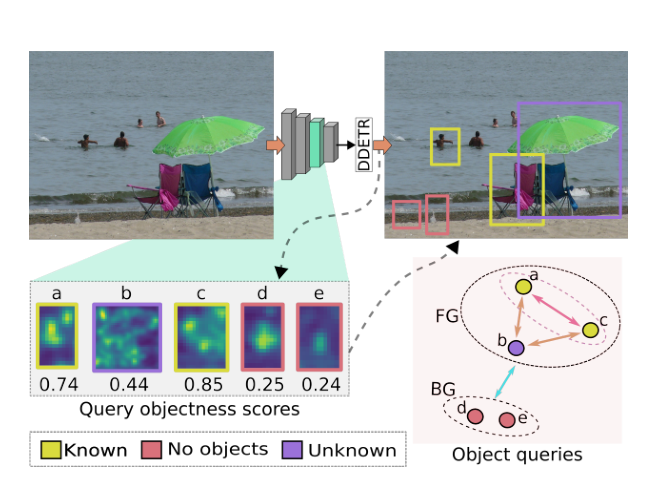 DDETR
a b c d e
0.74 0.44 0.85 0.25 0.24
Query objectness scores
Known No objects Unknown
FG
a
b
c
BG
d
e
Object queries